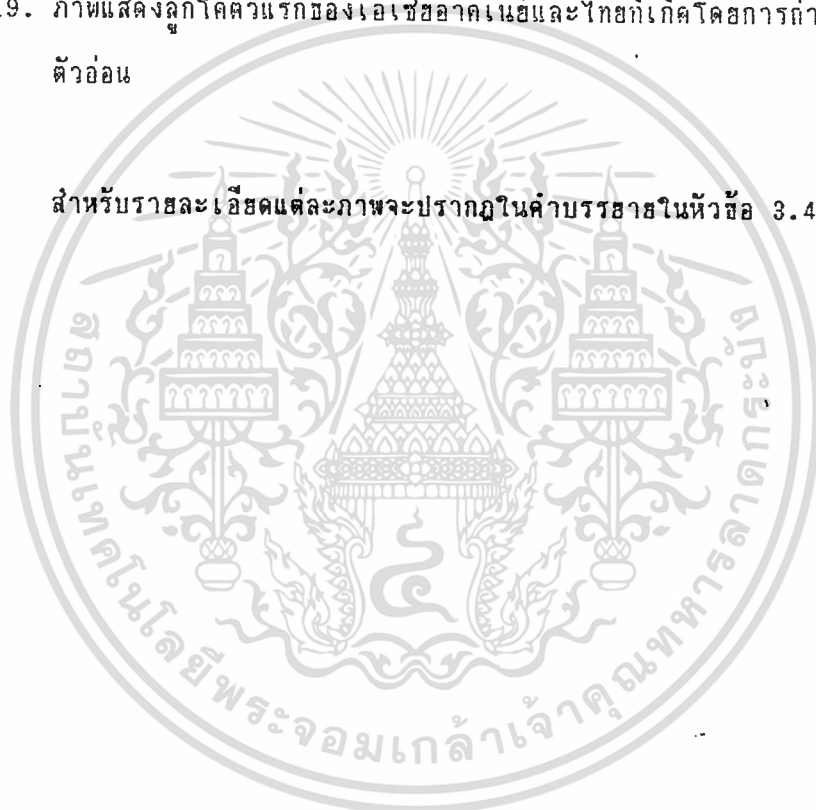 9. ภาพแสดงลูกโคตัวแรกของเอเชียอาคเนย์และไทยที่เกิดโดยการถ่า
ตัวอ่อน
สำหรับรายละเอียดแต่ละภาพจะปรากฏในคำบรรยายในหัวข้อ 3.4
สถาบันเทคโนโลยีพระจอมเกล้าเจ้าคุณทหารลาดกระบัง